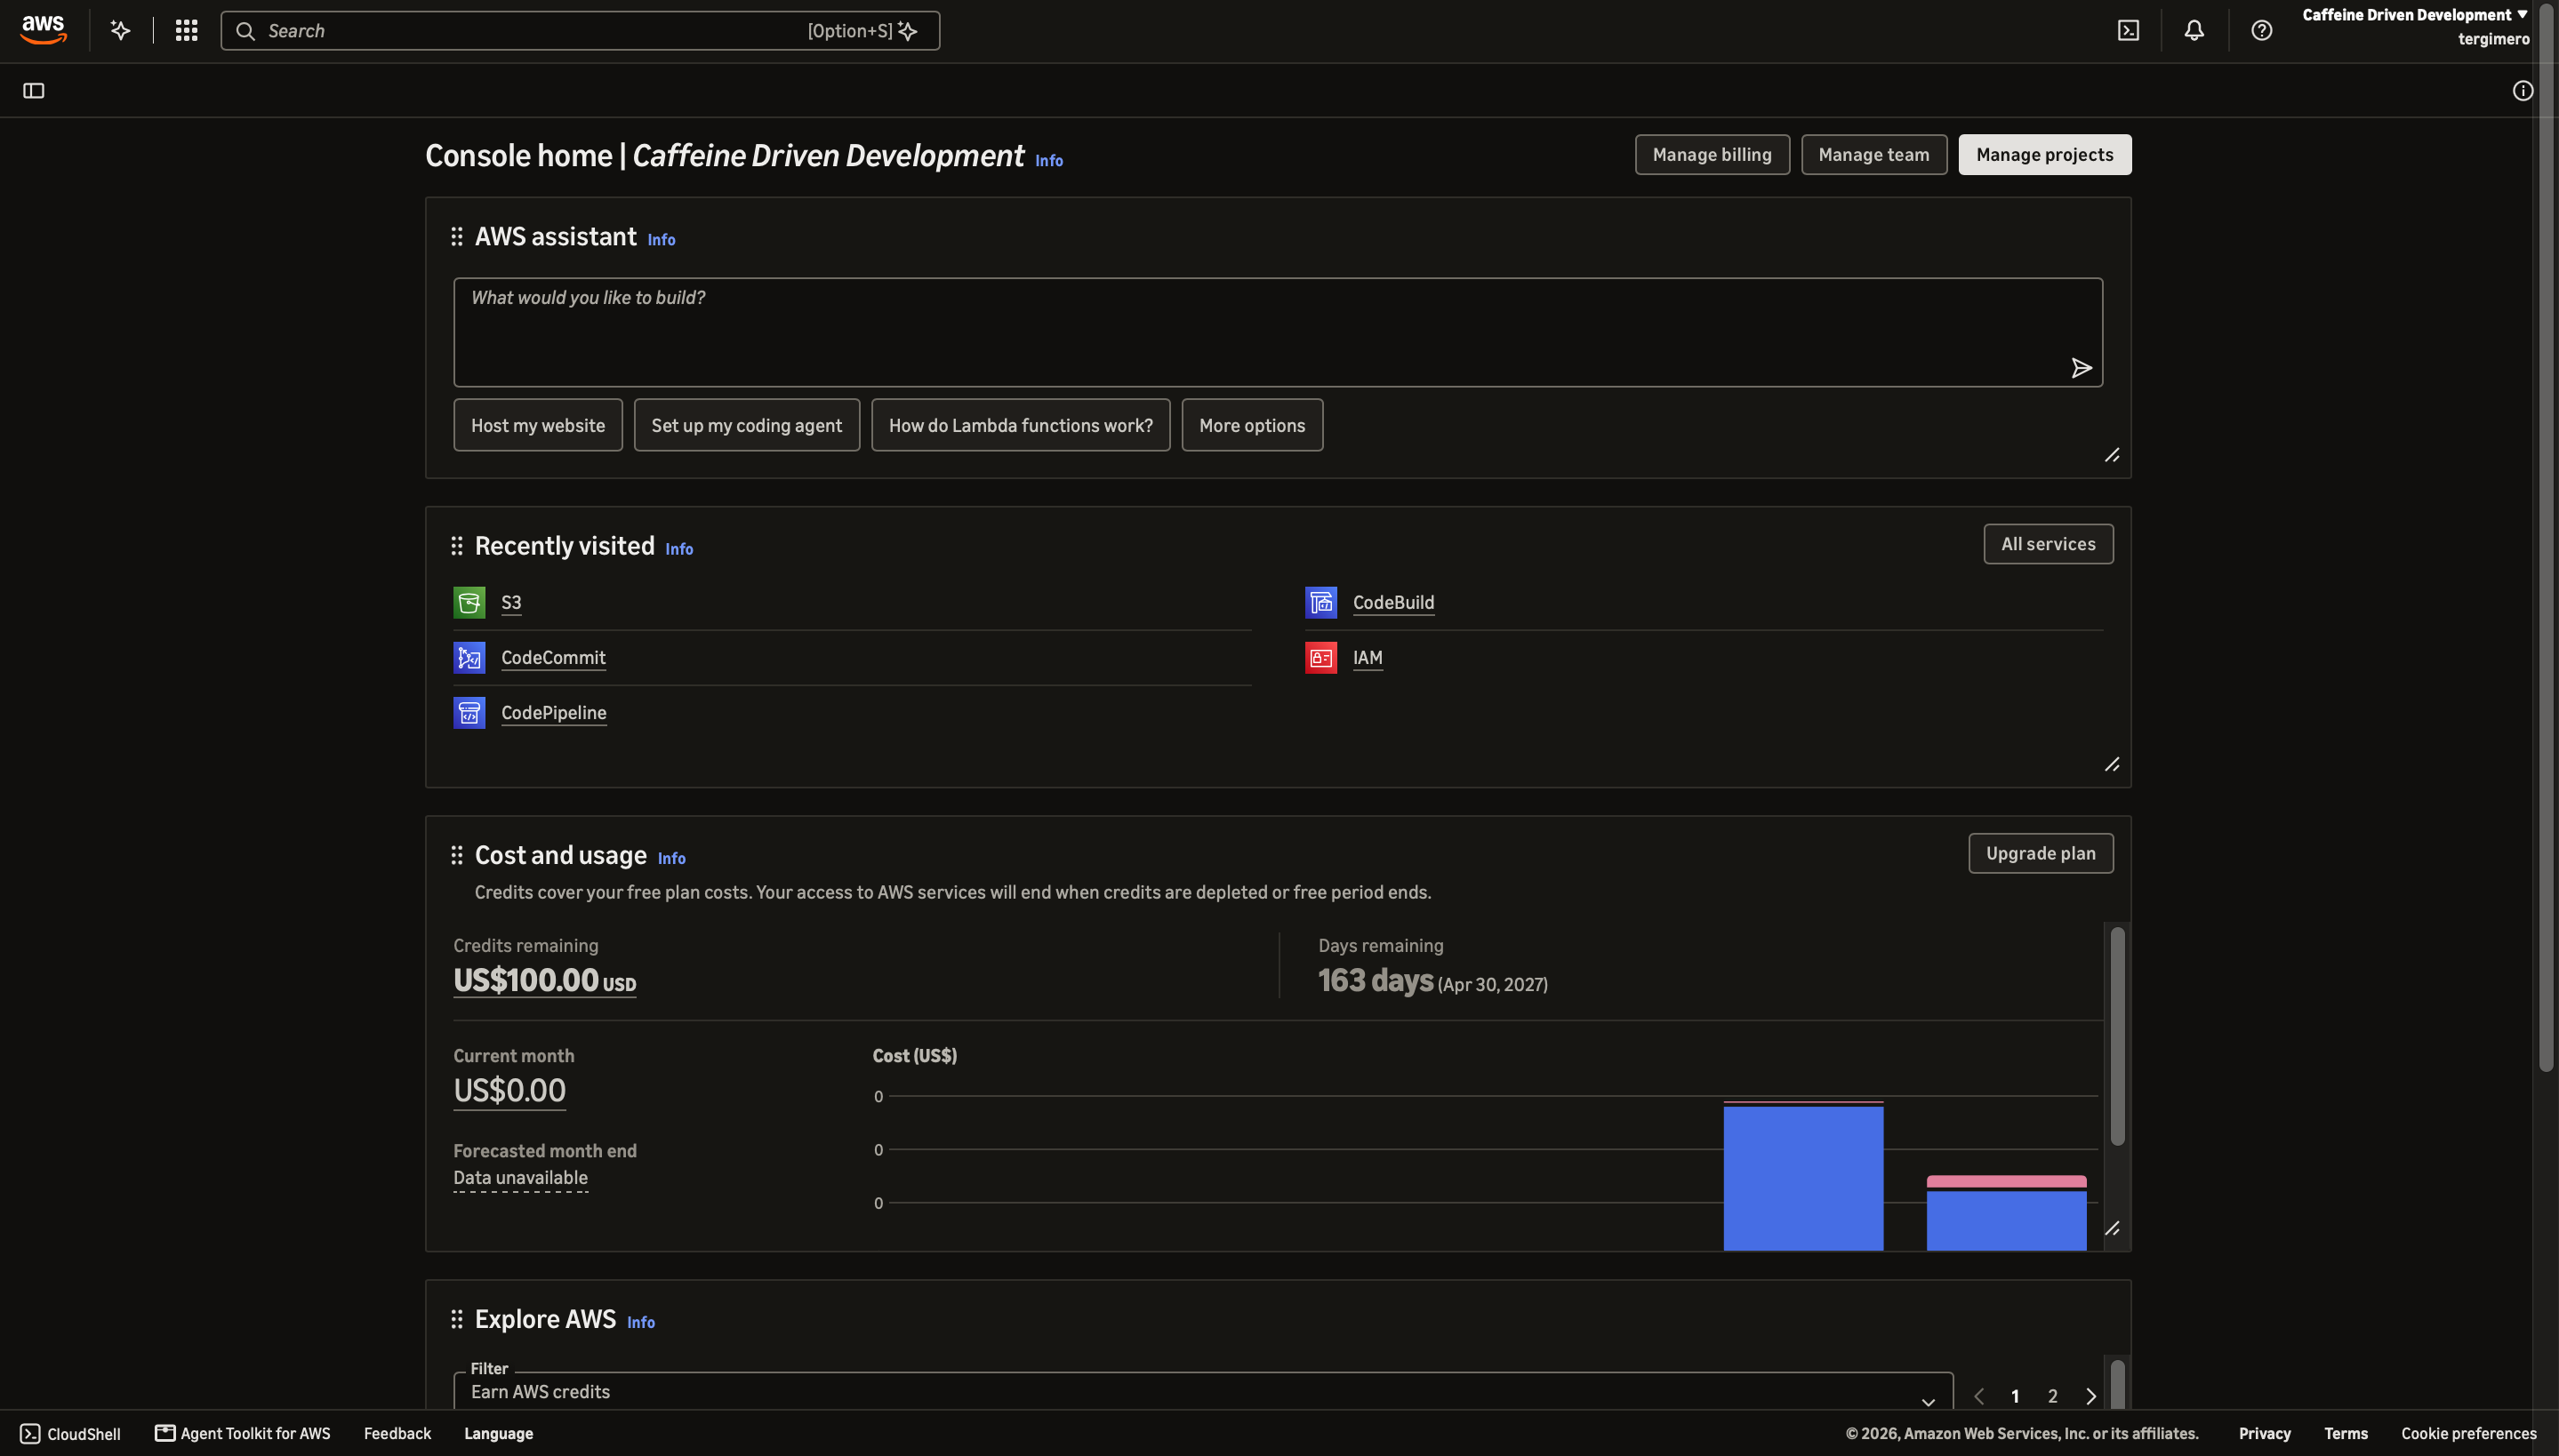 aws
Search [Option+S]
Caffeine Driven Development
tergimero
Console home | Caffeine Driven Development Info
Manage billing
Manage team
Manage projects
AWS assistant Info
What would you like to build?
Host my website
Set up my coding agent
How do Lambda functions work?
More options
Recently visited Info
All services
S3
CodeCommit
CodePipeline
CodeBuild
IAM
Cost and usage Info
Upgrade plan
Credits cover your free plan costs. Your access to AWS services will end when credits are depleted or free period ends.
Credits remaining
US$100.00 USD
Days remaining
163 days (Apr 30, 2027)
Current month
US$0.00
Forecasted month end
Data unavailable
Cost (US$)
0
0
0
Explore AWS Info
Filter
Earn AWS credits
1 2
CloudShell
Agent Toolkit for AWS
Feedback
Language
© 2026, Amazon Web Services, Inc. or its affiliates.
Privacy
Terms
Cookie preferences